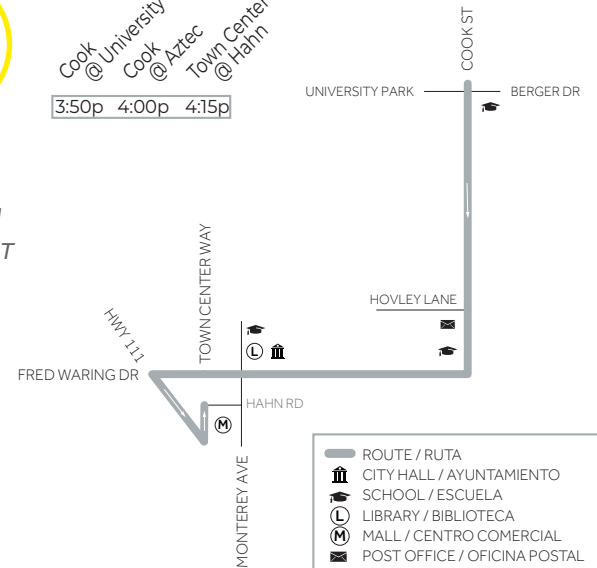 Cook
@ University
Cook
@ Aztec
Town Center
@ Hahn
3:50p 4:00p 4:15p
T
COOK ST
UNIVERSITY PARK
BERGER DR
HOVLEY LANE
TOWN CENTER WAY
HWY 111
L
FRED WARING DR
HAHN RD
M
MONTEREY AVE
ROUTE / RUTA
CITY HALL / AYUNTAMIENTO
SCHOOL / ESCUELA
L LIBRARY / BIBLIOTECA
M MALL / CENTRO COMERCIAL
POST OFFICE / OFICINA POSTAL